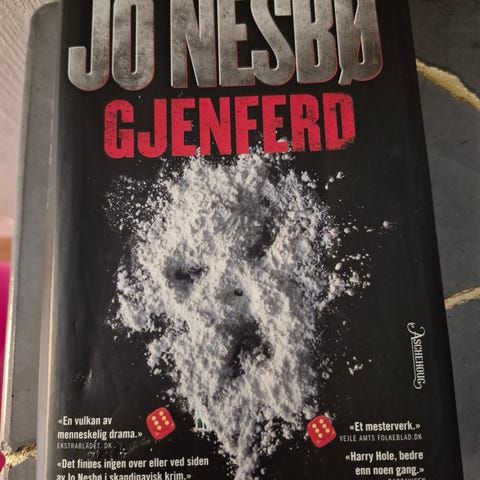 JO NESBØ
GJENFERD
ASCHEHOUG
«En vulkan av
menneskelig drama.»
EKSTRABLADET.DK
«Det finnes ingen over eller ved siden
av Jo Nesbø i skandinavisk krim.»
«Et mesterverk.»
VEJLE AMTS FOLKEBLAD.DK
«Harry Hole, bedre
enn noen gang.»